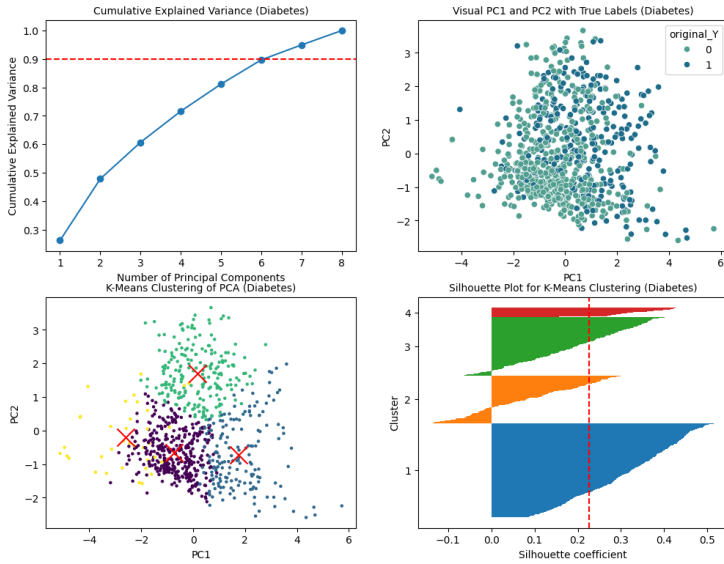 Cumulative Explained Variance (Diabetes)
1.0
0.9
0.8
0.7
0.6
0.5
0.4
0.3
Cumulative Explained Variance
1 2 3 4 5 6 7 8
Number of Principal Components
Visual PC1 and PC2 with True Labels (Diabetes)
original_Y
0
1
3
2
1
0
−1
−2
PC2
−4 −2 0 2 4 6
PC1
K-Means Clustering of PCA (Diabetes)
3
2
1
0
−1
−2
PC2
−4 −2 0 2 4 6
PC1
Silhouette Plot for K-Means Clustering (Diabetes)
4
3
2
1
Cluster
−0.1 0.0 0.1 0.2 0.3 0.4 0.5
Silhouette coefficient